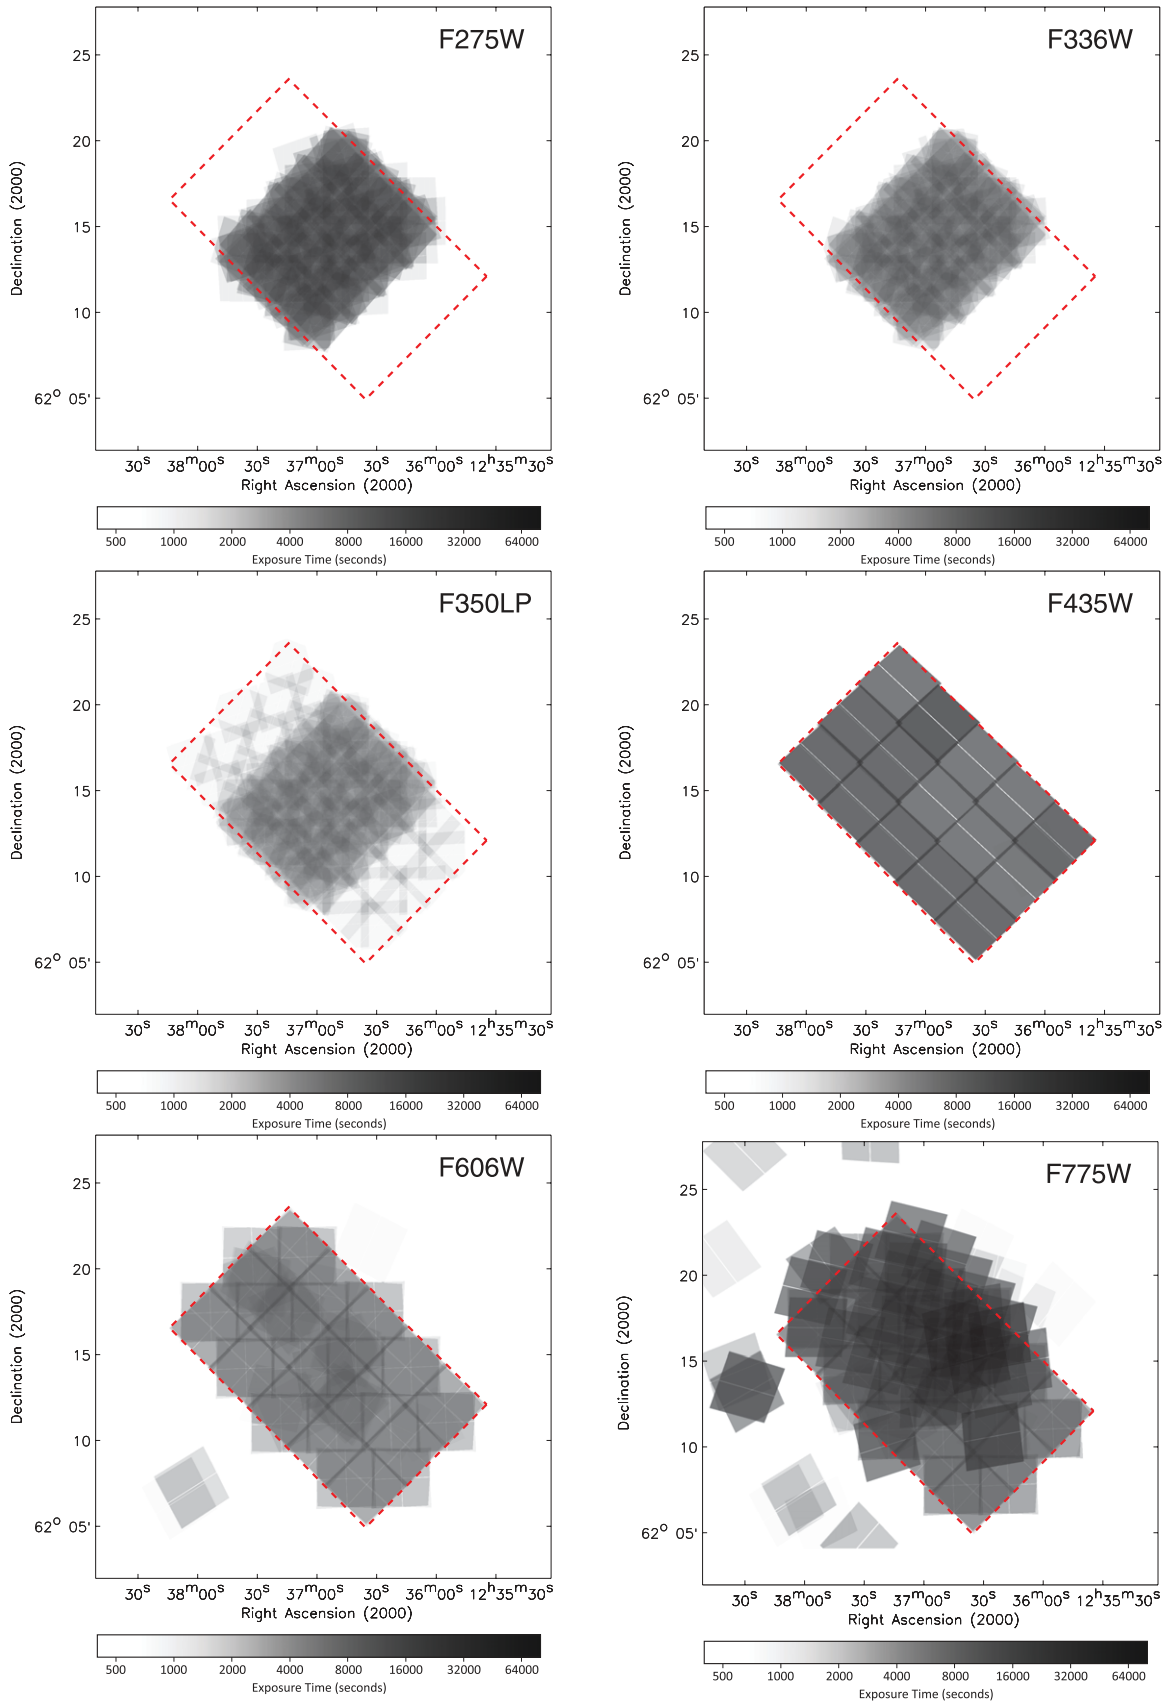 F275W
25
20
15
10
62° 05'
Declination (2000)
30s 38m00s 30s 37m00s 30s 36m00s 12h35m30s
Right Ascension (2000)
500 1000 2000 4000 8000 16000 32000 64000
Exposure Time (seconds)
F336W
25
20
15
10
62° 05'
Declination (2000)
30s 38m00s 30s 37m00s 30s 36m00s 12h35m30s
Right Ascension (2000)
500 1000 2000 4000 8000 16000 32000 64000
Exposure Time (seconds)
F350LP
25
20
15
10
62° 05'
Declination (2000)
30s 38m00s 30s 37m00s 30s 36m00s 12h35m30s
Right Ascension (2000)
500 1000 2000 4000 8000 16000 32000 64000
Exposure Time (seconds)
F435W
25
20
15
10
62° 05'
Declination (2000)
30s 38m00s 30s 37m00s 30s 36m00s 12h35m30s
Right Ascension (2000)
500 1000 2000 4000 8000 16000 32000 64000
Exposure Time (seconds)
F606W
25
20
15
10
62° 05'
Declination (2000)
30s 38m00s 30s 37m00s 30s 36m00s 12h35m30s
Right Ascension (2000)
500 1000 2000 4000 8000 16000 32000 64000
Exposure Time (seconds)
F775W
25
20
15
10
62° 05'
Declination (2000)
30s 38m00s 30s 37m00s 30s 36m00s 12h35m30s
Right Ascension (2000)
500 1000 2000 4000 8000 16000 32000 64000
Exposure Time (seconds)